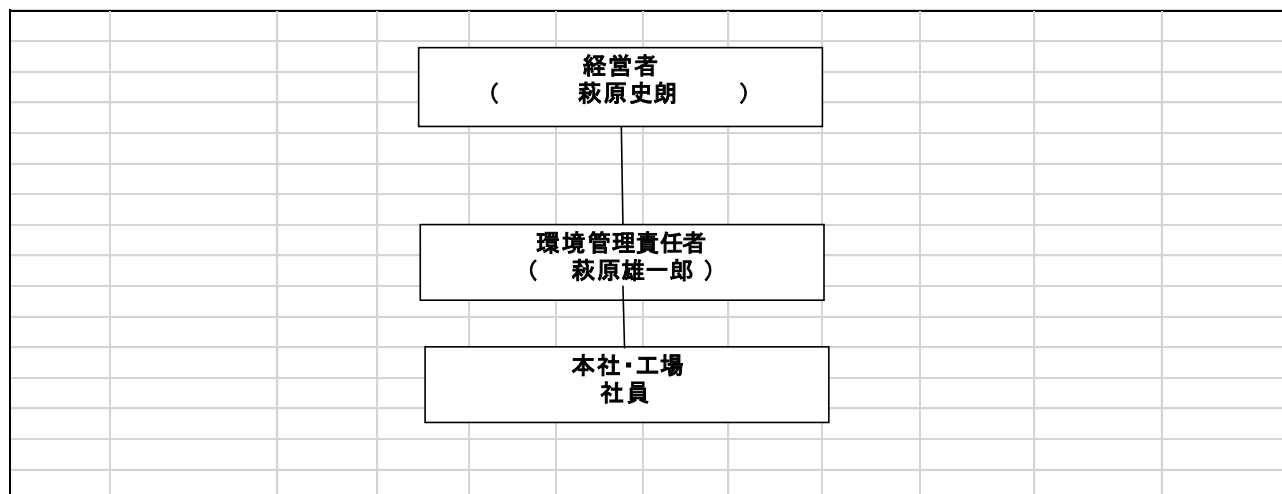 経営者
(　　　萩原史朗　　　)
環境管理責任者
(　萩原雄一郎 )
本社・工場
社員